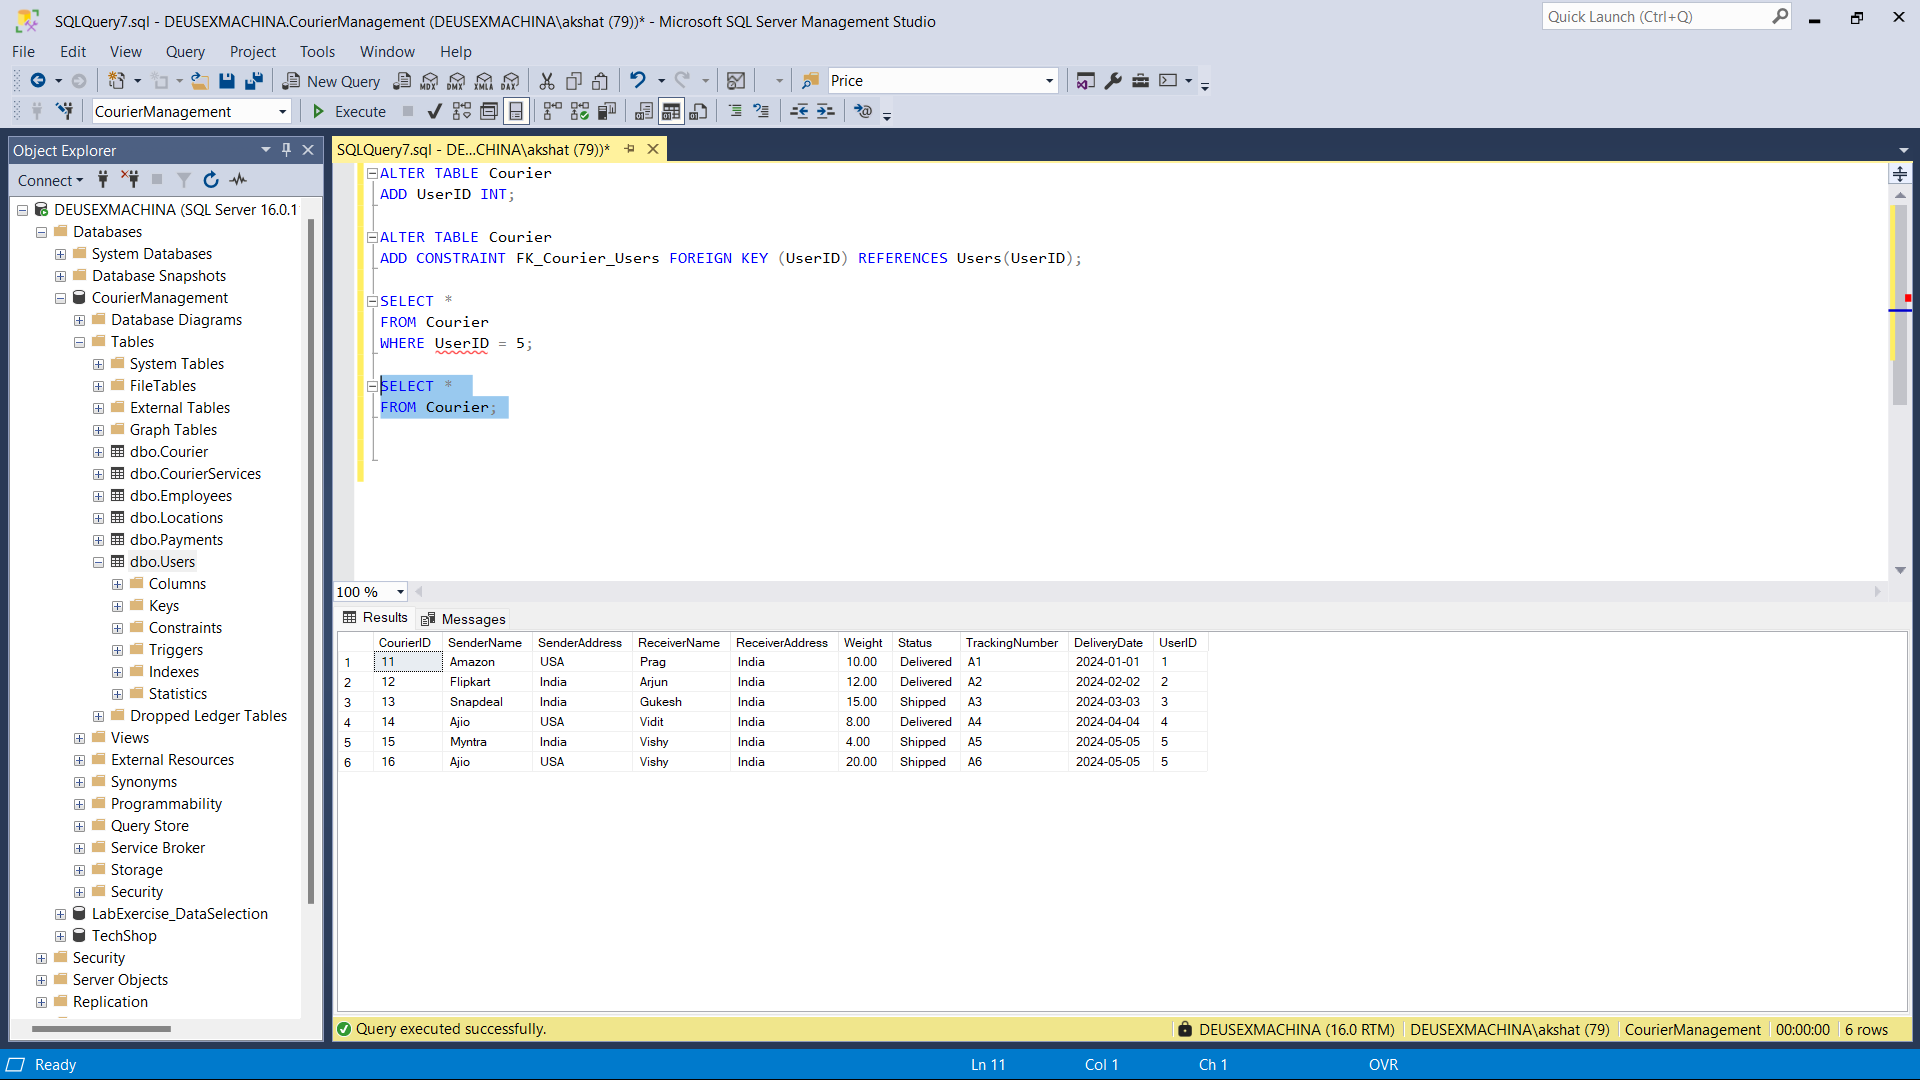 SQLQuery7.sql - DEUSEXMACHINA.CourierManagement (DEUSEXMACHINA\akshat (79))* - Microsoft SQL Server Management Studio
Quick Launch (Ctrl+Q)
File Edit View Query Project Tools Window Help
New Query MDX DMX XMLA DAX Price
CourierManagement Execute
Object Explorer
Connect
DEUSEXMACHINA (SQL Server 16.0.1
Databases
System Databases
Database Snapshots
CourierManagement
Database Diagrams
Tables
System Tables
FileTables
External Tables
Graph Tables
dbo.Courier
dbo.CourierServices
dbo.Employees
dbo.Locations
dbo.Payments
dbo.Users
Columns
Keys
Constraints
Triggers
Indexes
Statistics
Dropped Ledger Tables
Views
External Resources
Synonyms
Programmability
Query Store
Service Broker
Storage
Security
LabExercise_DataSelection
TechShop
Security
Server Objects
Replication
SQLQuery7.sql - DE...CHINA\akshat (79))*
ALTER TABLE Courier
ADD UserID INT;
ALTER TABLE Courier
ADD CONSTRAINT FK_Courier_Users FOREIGN KEY (UserID) REFERENCES Users(UserID);
SELECT *
FROM Courier
WHERE UserID = 5;
SELECT *
FROM Courier;
100 %
Results Messages
CourierID SenderName SenderAddress ReceiverName ReceiverAddress Weight Status TrackingNumber DeliveryDate UserID
1 11 Amazon USA Prag India 10.00 Delivered A1 2024-01-01 1
2 12 Flipkart India Arjun India 12.00 Delivered A2 2024-02-02 2
3 13 Snapdeal India Gukesh India 15.00 Shipped A3 2024-03-03 3
4 14 Ajio USA Vidit India 8.00 Delivered A4 2024-04-04 4
5 15 Myntra India Vishy India 4.00 Shipped A5 2024-05-05 5
6 16 Ajio USA Vishy India 20.00 Shipped A6 2024-05-05 5
Query executed successfully. DEUSEXMACHINA (16.0 RTM) DEUSEXMACHINA\akshat (79) CourierManagement 00:00:00 6 rows
Ready Ln 11 Col 1 Ch 1 OVR